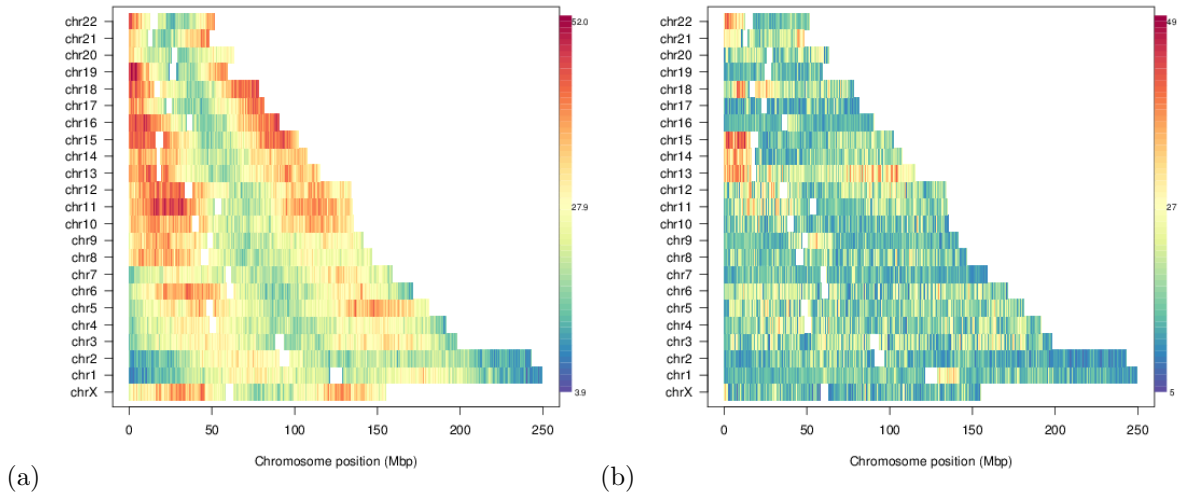 chr22
chr21
chr20
chr19
chr18
chr17
chr16
chr15
chr14
chr13
chr12
chr11
chr10
chr9
chr8
chr7
chr6
chr5
chr4
chr3
chr2
chr1
chrX
0 50 100 150 200 250
Chromosome position (Mbp)
52.0
27.9
3.9
(a)
chr22
chr21
chr20
chr19
chr18
chr17
chr16
chr15
chr14
chr13
chr12
chr11
chr10
chr9
chr8
chr7
chr6
chr5
chr4
chr3
chr2
chr1
chrX
0 50 100 150 200 250
Chromosome position (Mbp)
49
27
5
(b)